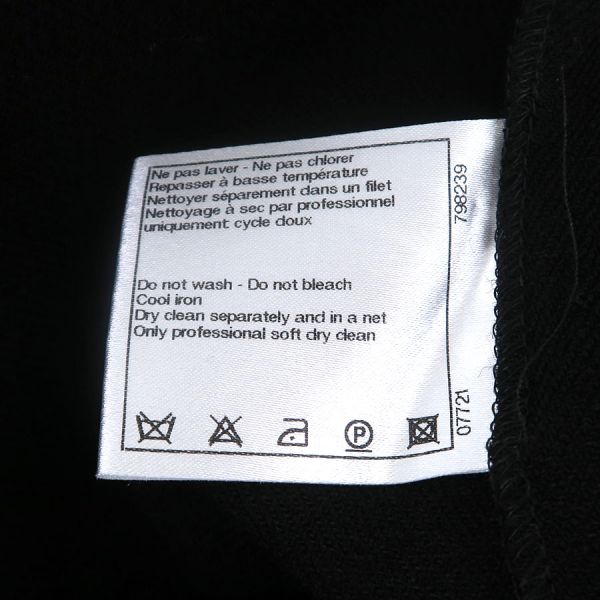 Ne pas laver - Ne pas chlorer
Repasser à basse température
Nettoyer séparement dans un filet
Nettoyage à sec par professionnel
uniquement: cycle doux
Do not wash - Do not bleach
Cool iron
Dry clean separately and in a net
Only professional soft dry clean
P
798239
07721